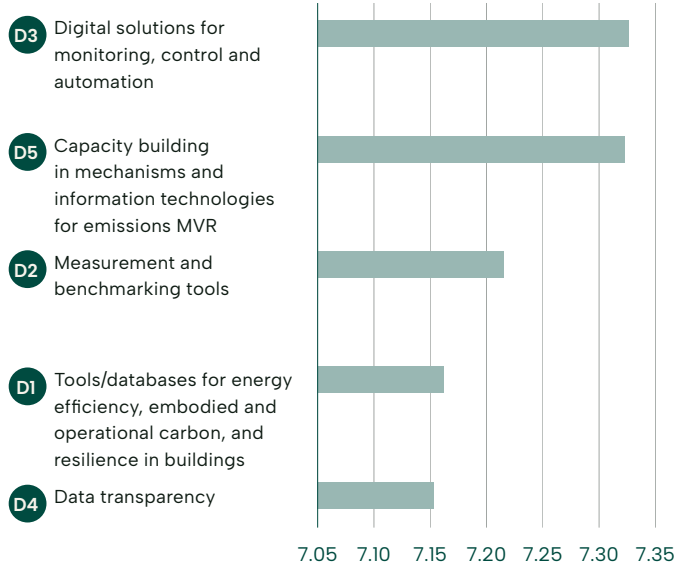 D3 Digital solutions for
monitoring, control and
automation
D5 Capacity building
in mechanisms and
information technologies
for emissions MVR
D2 Measurement and
benchmarking tools
D1 Tools/databases for energy
efficiency, embodied and
operational carbon, and
resilience in buildings
D4 Data transparency
7.05 7.10 7.15 7.20 7.25 7.30 7.35